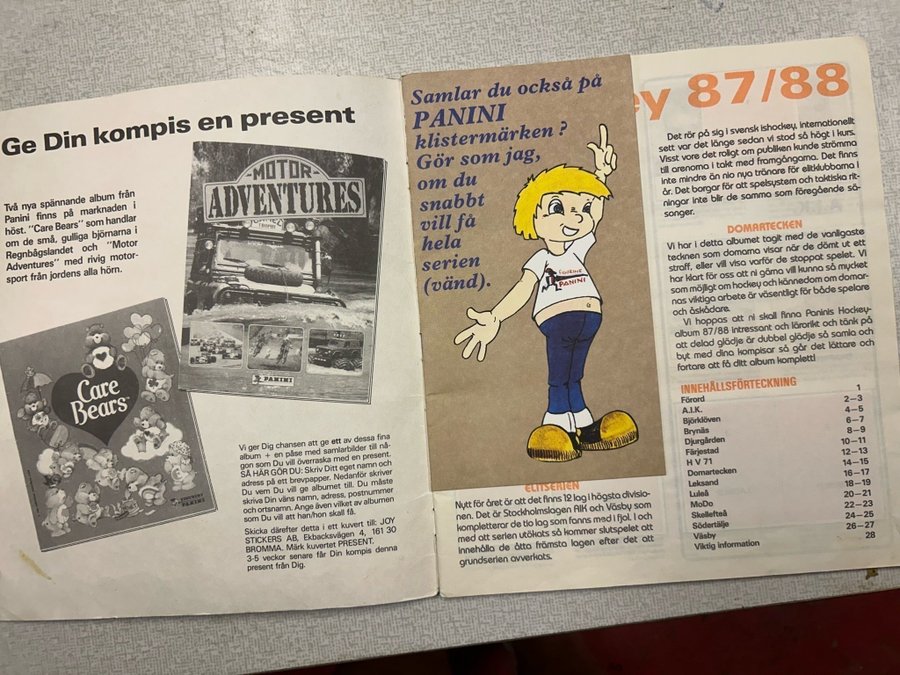 Ge Din kompis en present
Två nya spännande album från
Panini finns på marknaden i
höst. "Care Bears" som handlar
om de små, gulliga björnarna i
Regnbågslandet och "Motor
Adventures" med rivig motor-
sport från jordens alla hörn.
MOTOR
ADVENTURES
PANINI
Care
Bears
PANINI
Vi ger Dig chansen att ge ett av dessa fina
album + en påse med samlarbilder till nå-
gon som Du vill överraska med en present.
SÅ HÄR GÖR DU: Skriv Ditt eget namn och
adress på ett brevpapper. Nedanför skriver
Du vem Du vill ge albumet till. Du måste
skriva Din väns namn, adress, postnummer
och ortsnamn. Ange även vilket av albumen
som Du vill att han/hon skall få.
Skicka därefter detta i ett kuvert till: JOY
STICKERS AB, Ekbacksvägen 4, 161 30
BROMMA. Märk kuvertet PRESENT.
3-5 veckor senare får Din kompis denna
present från Dig.
Samlar du också på
PANINI
klistermärken ?
Gör som jag,
om du
snabbt
vill få
hela
serien
(vänd).
FIGURINE
PANINI
ey 87/88
Det rör på sig i svensk ishockey, internationellt
sett var det länge sedan vi stod så högt i kurs.
Visst vore det roligt om publiken kunde strömma
till arenorna i takt med framgångarna. Det finns
inte mindre än nio nya tränare för elitklubbarna i
år. Det borgar för att spelsystem och taktiska rit-
ningar inte blir de samma som föregående sä-
songer.
DOMARTECKEN
Vi har i detta albumet tagit med de vanligaste
tecknen som domarna visar när de dömt ut ett
straff, eller vill visa varför de stoppat spelet. Vi
har klart för oss att ni gärna vill kunna så mycket
som möjligt om hockey och kännedom om domar-
nas viktiga arbete är väsentligt för både spelare
och åskådare.
Vi hoppas att ni skall finna Paninis Hockey-
album 87/88 intressant och lärorikt och tänk på
att delad glädje är dubbel glädje så samla och
byt med dina kompisar så går det lättare och
fortare att få ditt album komplett!
INNEHÅLLSFÖRTECKNING
Förord 1
A.I.K. 2—3
Björklöven 4—5
Brynäs 6—7
Djurgården 8—9
Färjestad 10—11
H V 71 12—13
Domartecken 14—15
Leksand 16—17
Luleå 18—19
MoDo 20—21
Skellefteå 22—23
Södertälje 24—25
Väsby 26—27
Viktig information 28
ELITSERIEN
Nytt för året är att det finns 12 lag i högsta divisio-
nen. Det är Stockholmslagen AIK och Väsby som
kompletterar de tio lag som fanns med i fjol. I och
med att serien utökats så kommer slutspelet att
innehålla de åtta främsta lagen efter det att
grundserien avverkats.